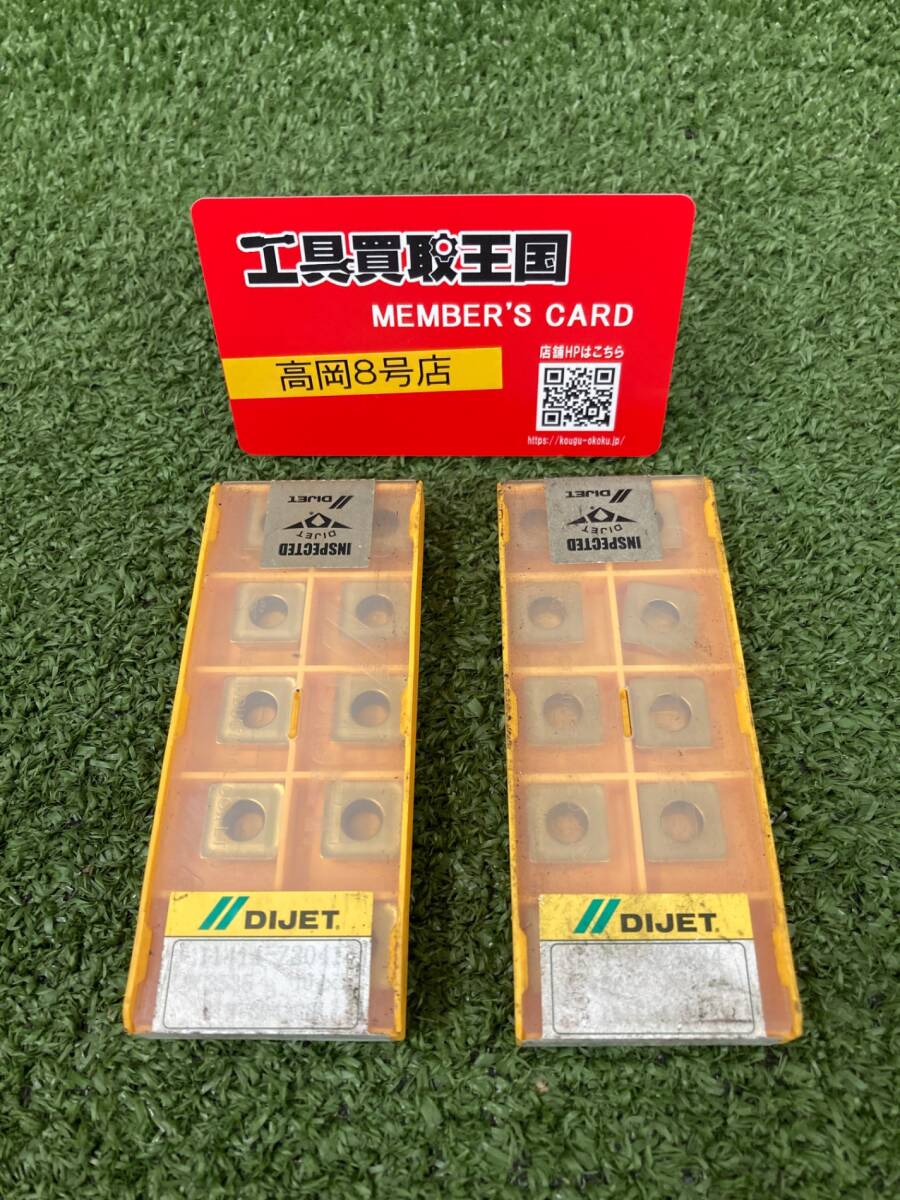 工具買取王国
MEMBER'S CARD
高岡8号店
店舗HPはこちら
https://kougu-okoku.jp/
DIJET
DIJET
INSPECTED
DIJET
DIJET
INSPECTED
DIJET
DIJET